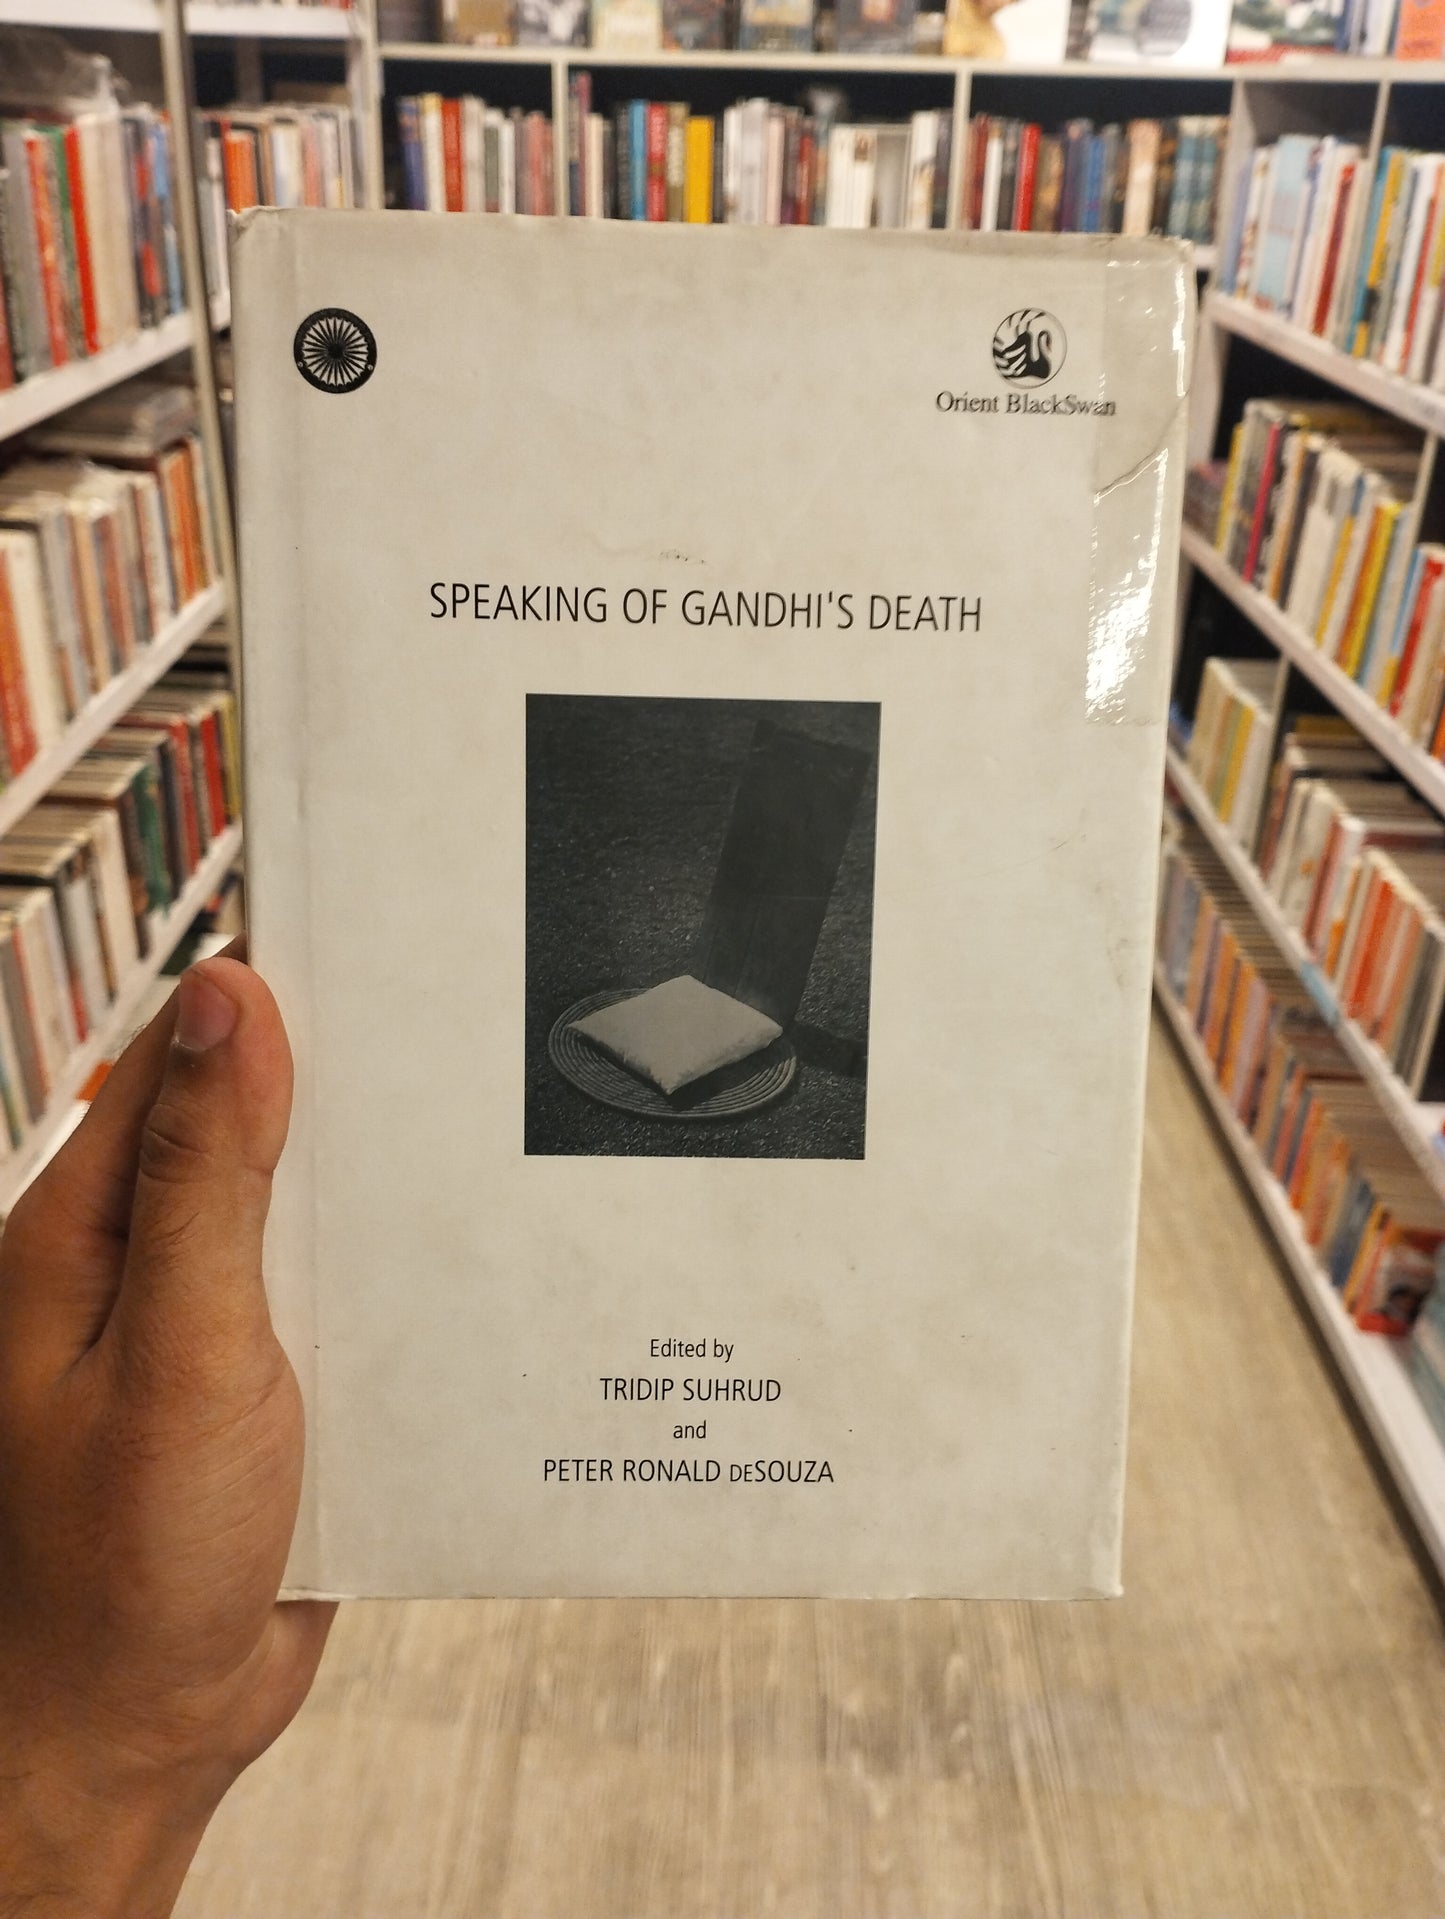 Orient BlackSwan
SPEAKING OF GANDHI'S DEATH
Edited by
TRIDIP SUHRUD
and
PETER RONALD DESOUZA